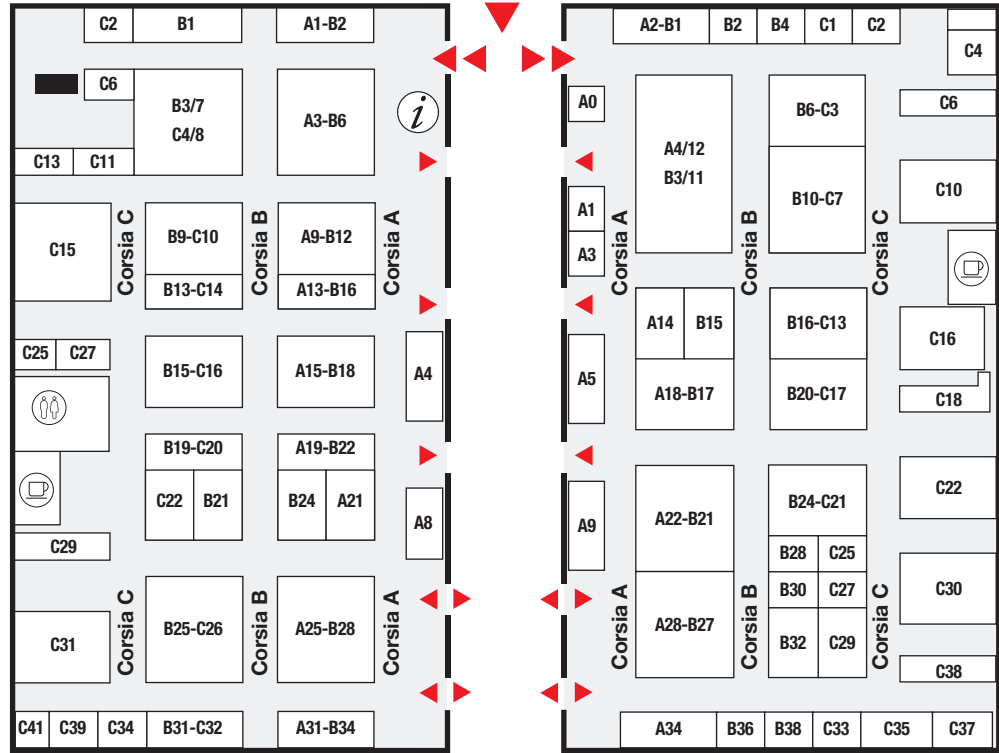 C2
B1
A1-B2
C6
B3/7
C4/8
A3-B6
i
C13
C11
C15
Corsia C
B9-C10
Corsia B
A9-B12
Corsia A
B13-C14
A13-B16
C25
C27
B15-C16
A15-B18
A4
B19-C20
A19-B22
C22
B21
B24
A21
A8
C29
Corsia C
B25-C26
Corsia B
A25-B28
Corsia A
C31
C41
C39
C34
B31-C32
A31-B34
A2-B1
B2
B4
C1
C2
C4
A0
A4/12
B3/11
B6-C3
C6
A1
A3
Corsia A
Corsia B
B10-C7
Corsia C
C10
A14
B15
B16-C13
C16
A5
A18-B17
B20-C17
C18
A9
A22-B21
B24-C21
C22
B28
C25
B30
C27
C30
Corsia A
A28-B27
Corsia B
B32
C29
Corsia C
C38
A34
B36
B38
C33
C35
C37